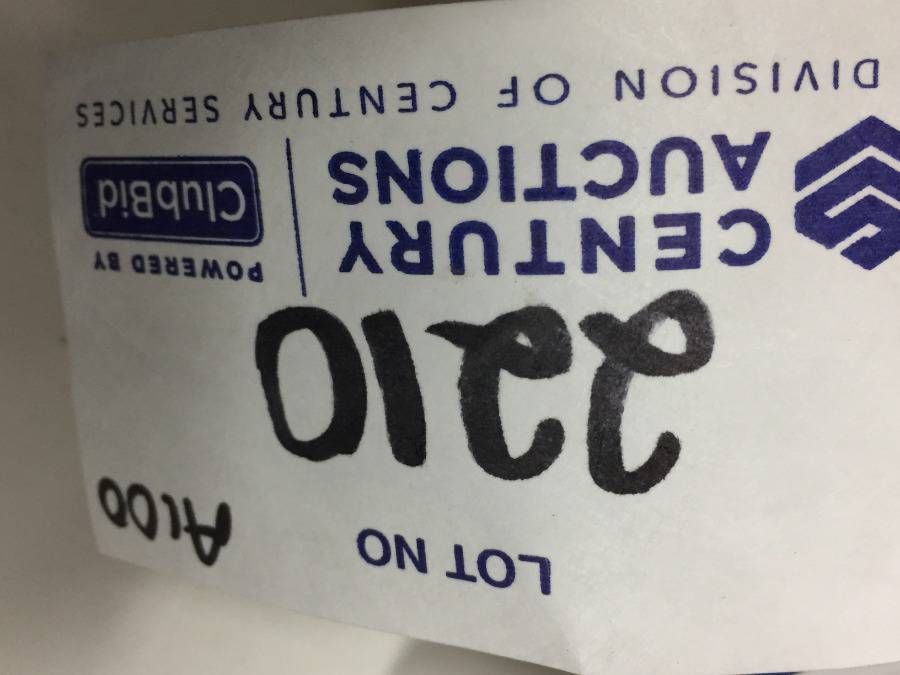 LOT NO
A100
2210
CENTURY
AUCTIONS
POWERED BY
ClubBid
DIVISION OF CENTURY SERVICES